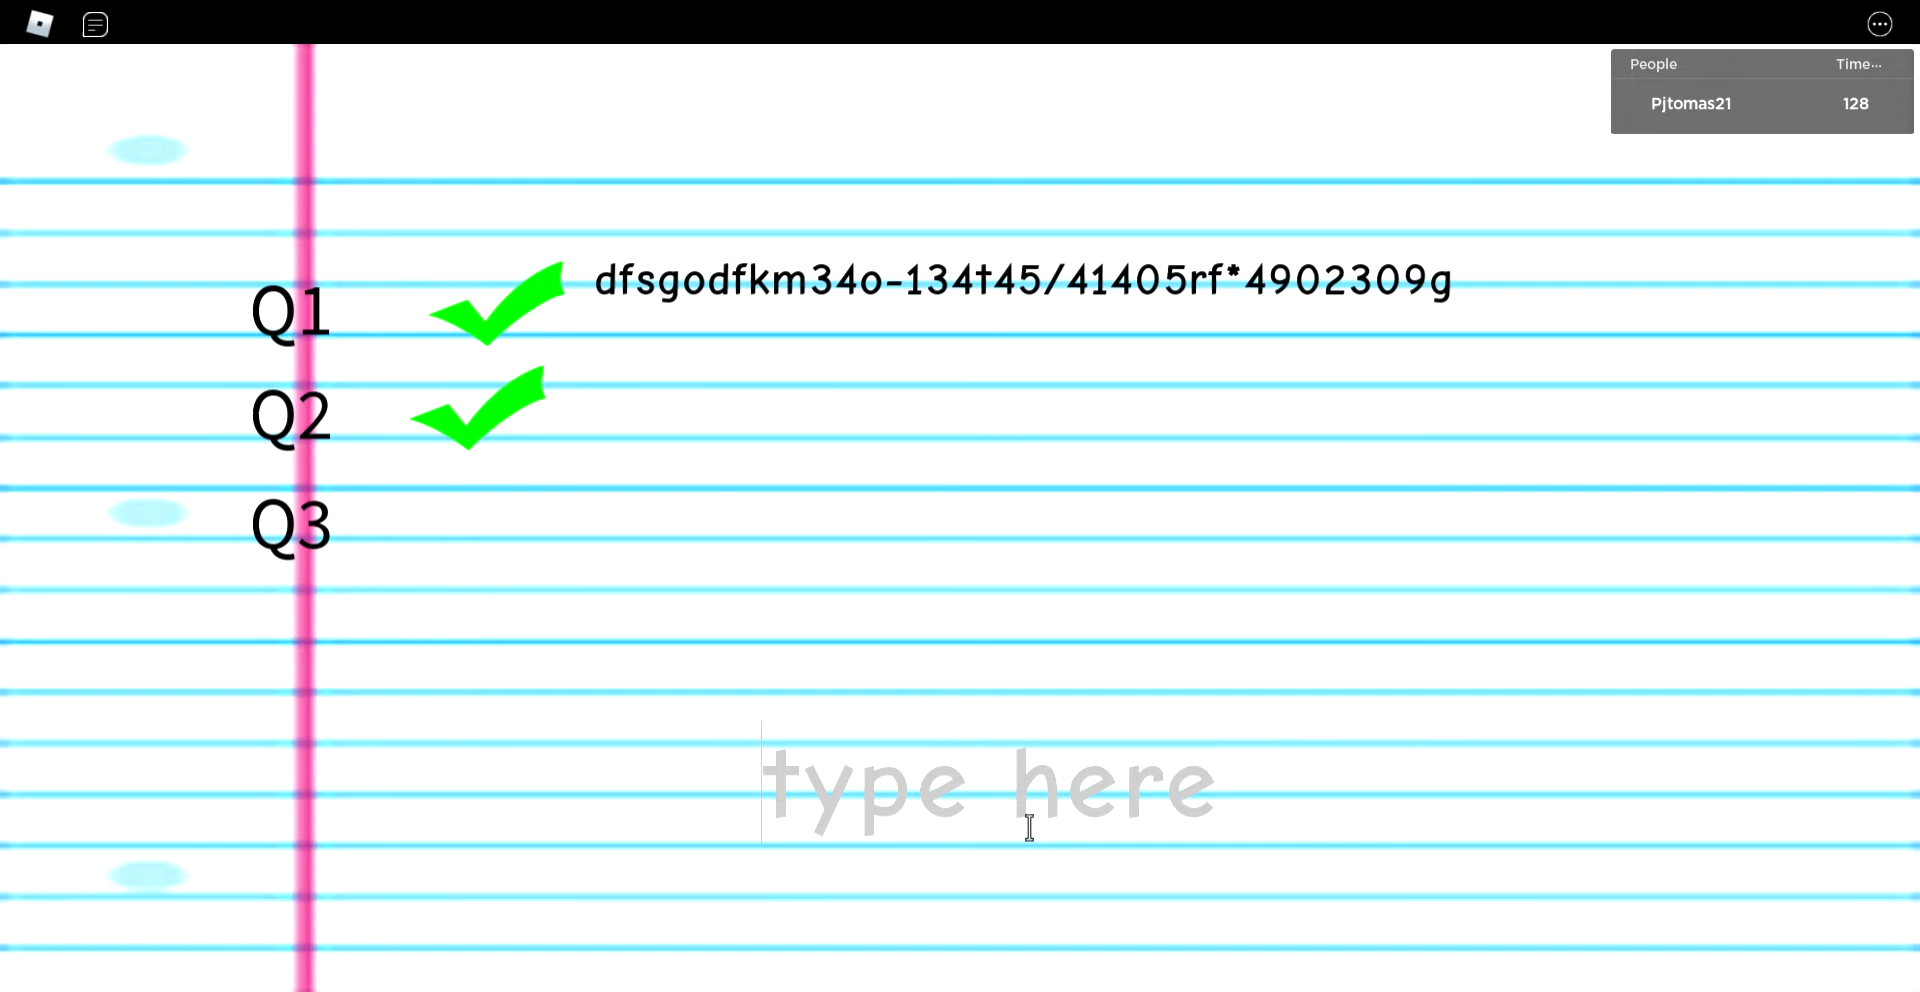 People Time...
Pjtomas21 128
Q1 dfsgodfkm34o-134t45/41405rf*4902309g
Q2
Q3
type here